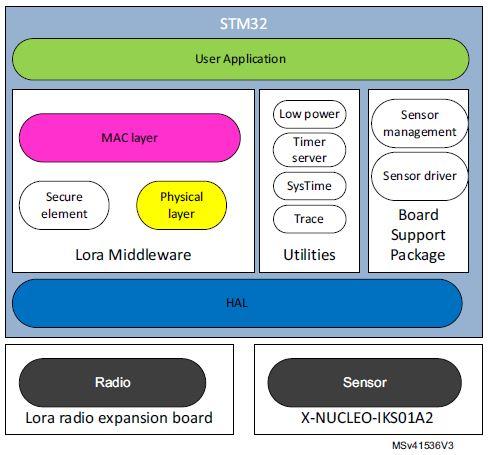 STM32
User Application
MAC layer
Secure
element
Physical
layer
Lora Middleware
Low power
Timer
server
SysTime
Trace
Utilities
Sensor
management
Sensor driver
Board
Support
Package
HAL
Radio
Lora radio expansion board
Sensor
X-NUCLEO-IKS01A2
MSv41536V3